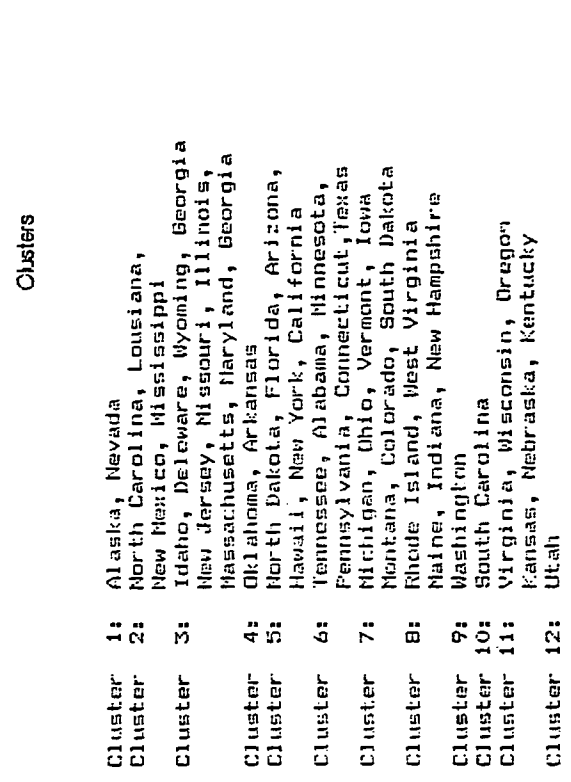 Clusters
Cluster 1: Alaska, Nevada
Cluster 2: North Carolina, Lousiana,
New Mexico, Mississippi
Cluster 3: Idaho, Deleware, Wyoming, Georgia
New Jersey, Missouri, Illinois,
Massachusetts, Maryland, Georgia
Cluster 4: Oklahoma, Arkansas
Cluster 5: North Dakota, Florida, Arizona,
Hawaii, New York, California
Cluster 6: Tennessee, Alabama, Minnesota,
Pennsylvania, Connecticut,Texas
Cluster 7: Michigan, Ohio, Vermont, Iowa
Montana, Colorado, South Dakota
Cluster 8: Rhode Island, West Virginia
Maine, Indiana, New Hampshire
Cluster 9: Washington
Cluster 10: South Carolina
Cluster 11: Virginia, Wisconsin, Oregon
Kansas, Nebraska, Kentucky
Cluster 12: Utah